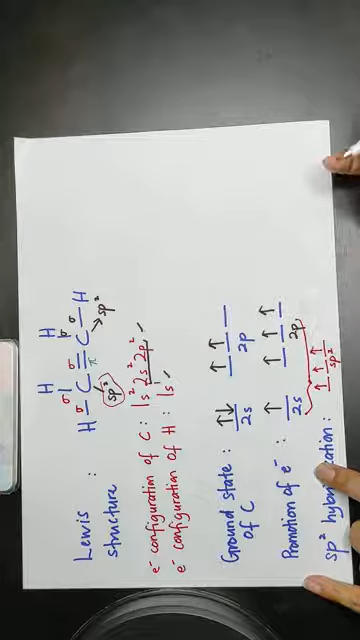 H H
σ| |σ
Lewis structure : H –σ C =σ π= C –σ H
sp² sp²
e⁻ configuration of C : 1s² 2s² 2p² ✓
e⁻ configuration of H : 1s¹ ✓
Ground state of C : ↑↓ ↑ ↑ _
2s 2p
Promotion of e⁻ : ↑ ↑ ↑ ↑
2s 2p
sp² hybridization : ↑ ↑ ↑
sp²